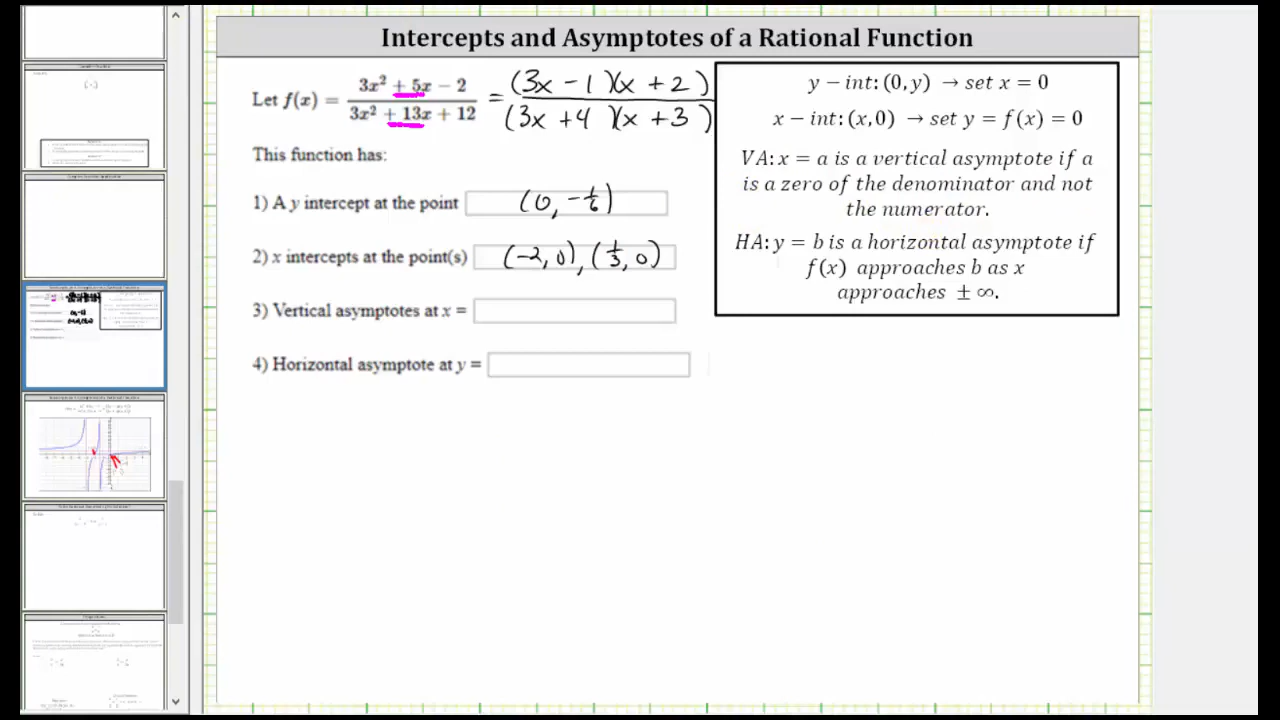 Intercepts and Asymptotes of a Rational Function
Let f(x) = (3x² + 5x − 2)/(3x² + 13x + 12) = ((3x − 1)(x + 2))/((3x + 4)(x + 3))
This function has:
1) A y intercept at the point (0, −1/6)
2) x intercepts at the point(s) (−2, 0), (1/3, 0)
3) Vertical asymptotes at x =
4) Horizontal asymptote at y =
y − int: (0, y) → set x = 0
x − int: (x, 0) → set y = f(x) = 0
VA: x = a is a vertical asymptote if a
is a zero of the denominator and not
the numerator.
HA: y = b is a horizontal asymptote if
f(x) approaches b as x
approaches ± ∞.